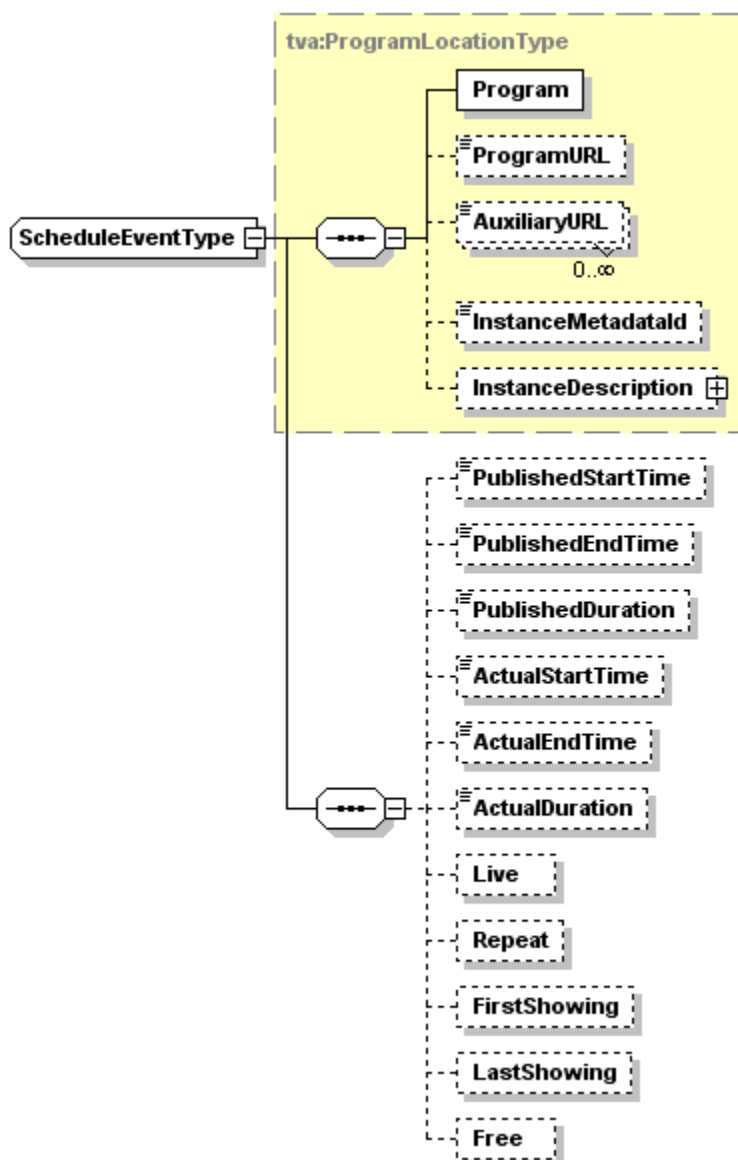 tva:ProgramLocationType
Program
ProgramURL
AuxiliaryURL
0..∞
ScheduleEventType
InstanceMetadataId
InstanceDescription
PublishedStartTime
PublishedEndTime
PublishedDuration
ActualStartTime
ActualEndTime
ActualDuration
Live
Repeat
FirstShowing
LastShowing
Free